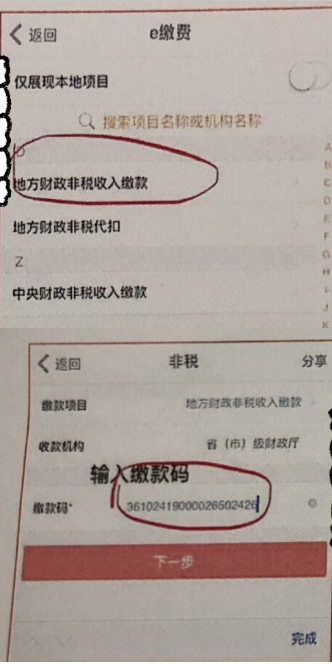 返回
e缴费
仅展现本地项目
搜索项目名称或机构名称
D
地方财政非税收入缴款
地方财政非税代扣
Z
中央财政非税收入缴款
A
B
C
D
E
F
G
H
I
J
K
返回
非税
分享
缴款项目
地方财政非税收入缴款
收款机构
省（市）级财政厅
输入缴款码
缴款码*
36102419000026502426
下一步
完成